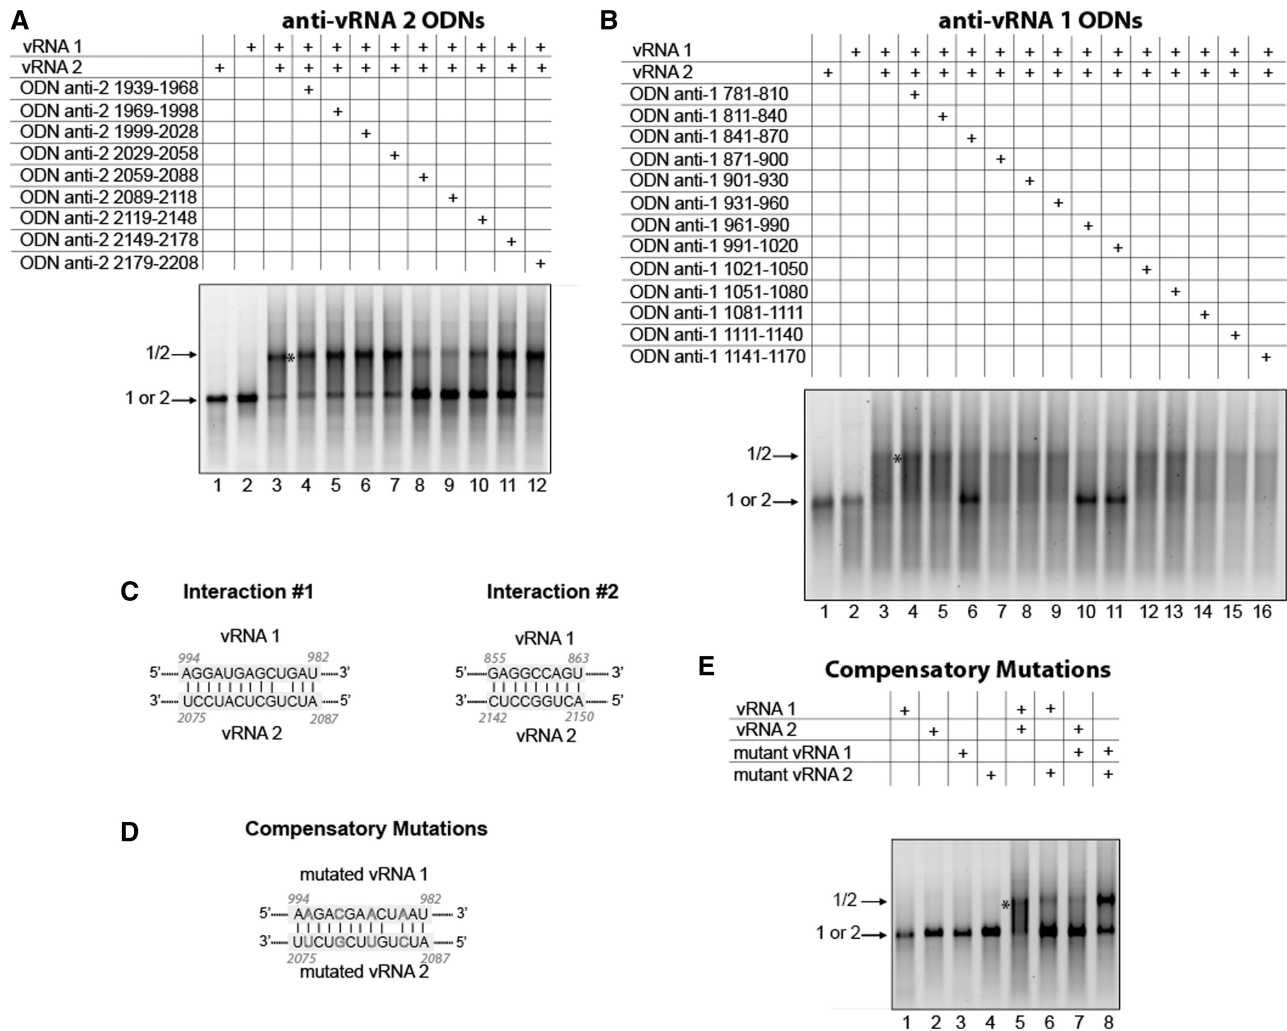 A
anti-vRNA 2 ODNs
vRNA 1 + + + + + + + + + + +
vRNA 2 + + + + + + + + + + +
ODN anti-2 1939-1968 +
ODN anti-2 1969-1998 +
ODN anti-2 1999-2028 +
ODN anti-2 2029-2058 +
ODN anti-2 2059-2088 +
ODN anti-2 2089-2118 +
ODN anti-2 2119-2148 +
ODN anti-2 2149-2178 +
ODN anti-2 2179-2208 +
1/2 *
1 or 2
1 2 3 4 5 6 7 8 9 10 11 12
B
anti-vRNA 1 ODNs
vRNA 1 + + + + + + + + + + + + + + +
vRNA 2 + + + + + + + + + + + + + + +
ODN anti-1 781-810 +
ODN anti-1 811-840 +
ODN anti-1 841-870 +
ODN anti-1 871-900 +
ODN anti-1 901-930 +
ODN anti-1 931-960 +
ODN anti-1 961-990 +
ODN anti-1 991-1020 +
ODN anti-1 1021-1050 +
ODN anti-1 1051-1080 +
ODN anti-1 1081-1111 +
ODN anti-1 1111-1140 +
ODN anti-1 1141-1170 +
1/2 *
1 or 2
1 2 3 4 5 6 7 8 9 10 11 12 13 14 15 16
C
Interaction #1
vRNA 1
994 982
5' AGGAUGAGCUGAU 3'
3' UCCUACUCGUCUA 5'
2075 2087
vRNA 2
Interaction #2
vRNA 1
855 863
5' GAGGCCAGU 3'
3' CUCCGGUCA 5'
2142 2150
vRNA 2
D
Compensatory Mutations
mutated vRNA 1
994 982
5' AAGACGAACUAAU 3'
3' UUCUGCUUGUCUA 5'
2075 2087
mutated vRNA 2
E
Compensatory Mutations
vRNA 1 + + +
vRNA 2 + + +
mutant vRNA 1 + + +
mutant vRNA 2 + + +
1/2 *
1 or 2
1 2 3 4 5 6 7 8